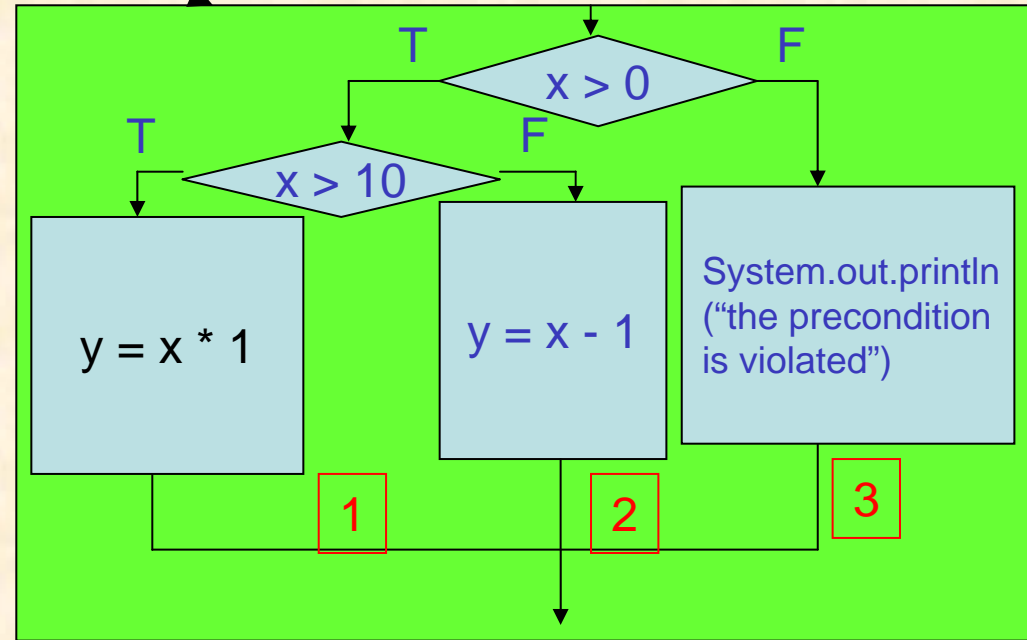 T
F
x > 0
T
F
x > 10
y = x * 1
y = x - 1
System.out.println
(“the precondition
is violated”)
1
2
3